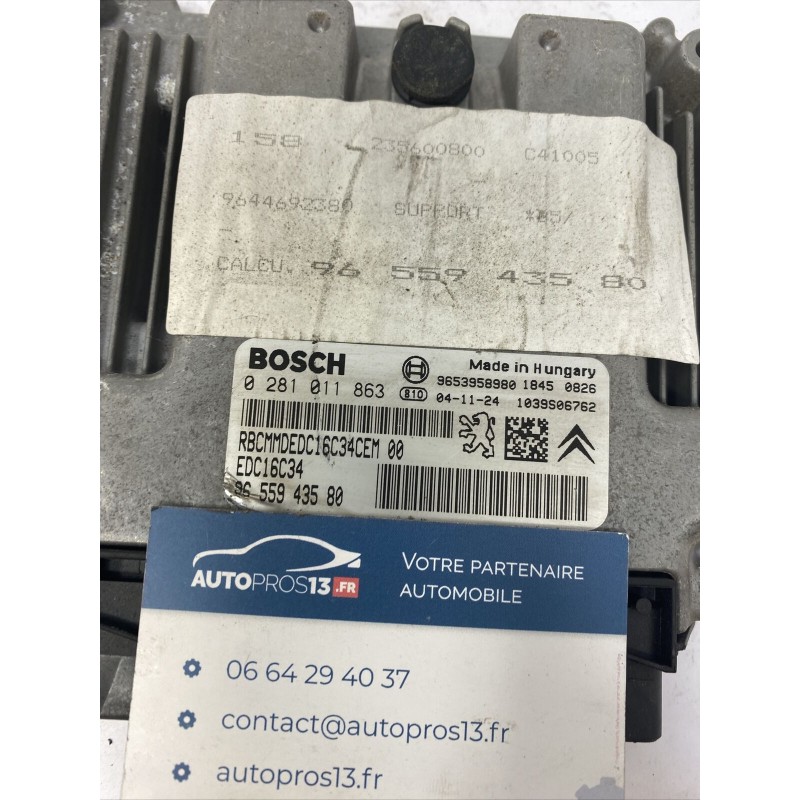 158 235600800 C41005
9644692380 SUPPORT
CALCU. 96 559 435 80
BOSCH
Made in Hungary
0 281 011 863
9653958980 1845 0826
810 04-11-24 1039S06762
RBCMMDEDC16C34CEM 00
EDC16C34
96 559 435 80
AUTOPROS13.FR
VOTRE PARTENAIRE
AUTOMOBILE
06 64 29 40 37
contact@autopros13.fr
autopros13.fr